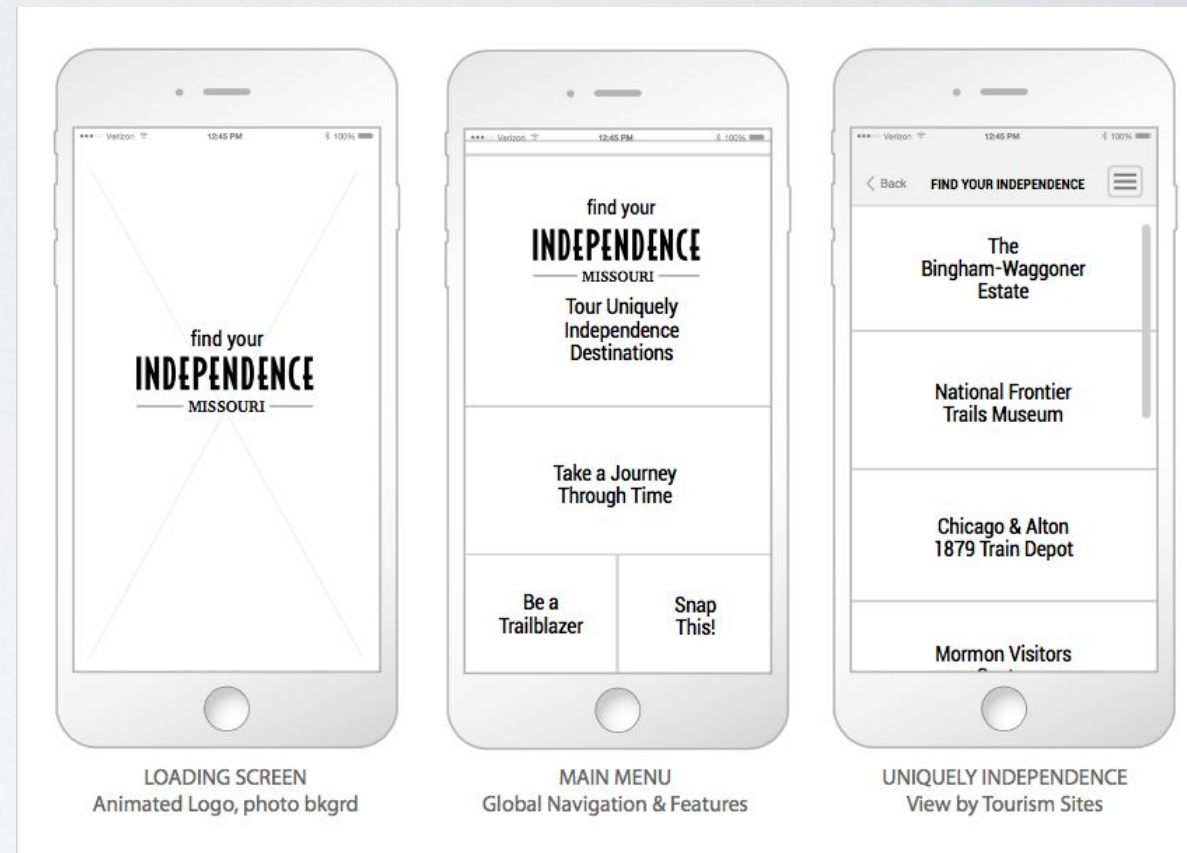 Verizon 12:45 PM 100%
find your
INDEPENDENCE
MISSOURI
LOADING SCREEN
Animated Logo, photo bkgrd
Verizon 12:45 PM 100%
find your
INDEPENDENCE
MISSOURI
Tour Uniquely
Independence
Destinations
Take a Journey
Through Time
Be a
Trailblazer
Snap
This!
MAIN MENU
Global Navigation & Features
Verizon 12:45 PM 100%
Back FIND YOUR INDEPENDENCE
The
Bingham-Waggoner
Estate
National Frontier
Trails Museum
Chicago & Alton
1879 Train Depot
Mormon Visitors
UNIQUELY INDEPENDENCE
View by Tourism Sites